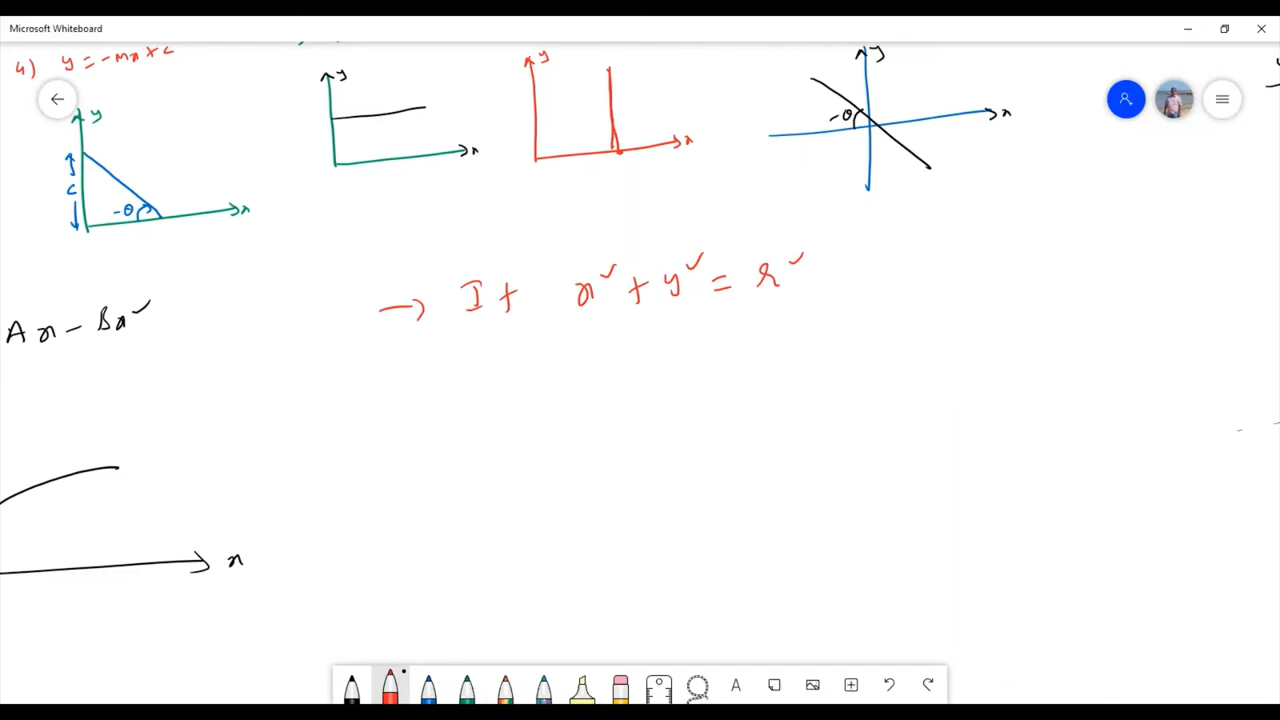 Microsoft Whiteboard
4) y = -mx + c
y
c
-θ
x
y
x
y
x
y
-θ
x
Ax - Bx²
→ If x² + y² = r²
x
A